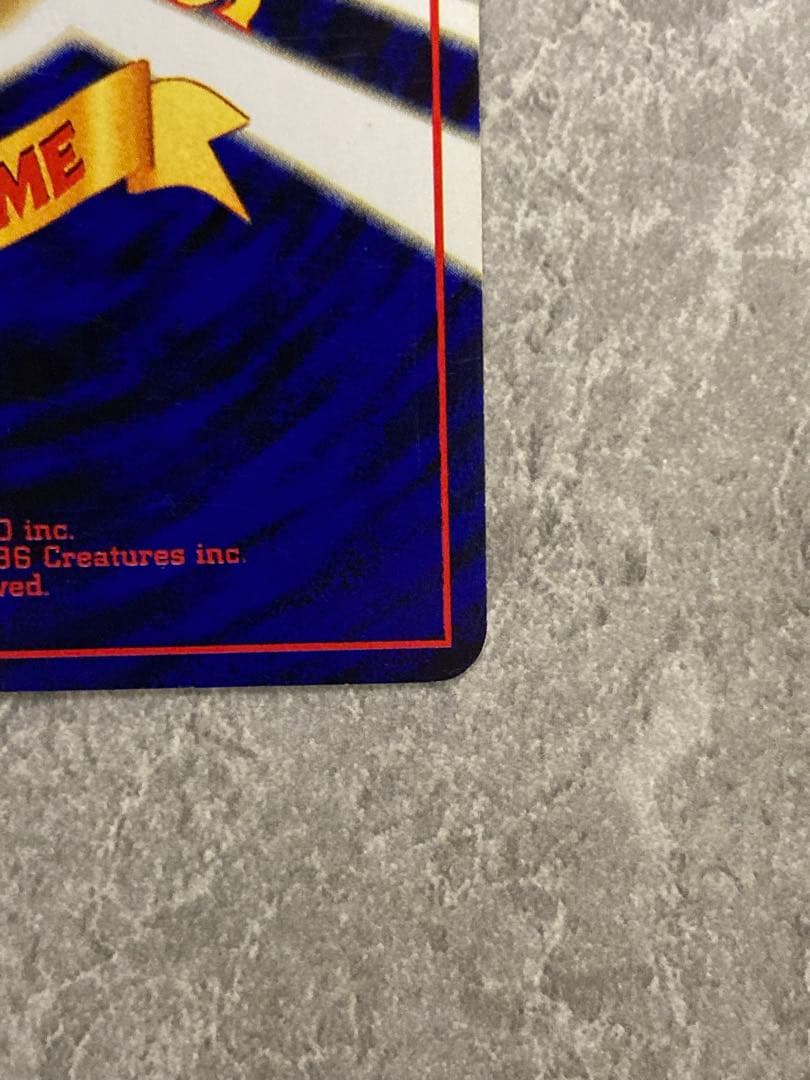 ME
O inc.
96 Creatures inc.
ved.